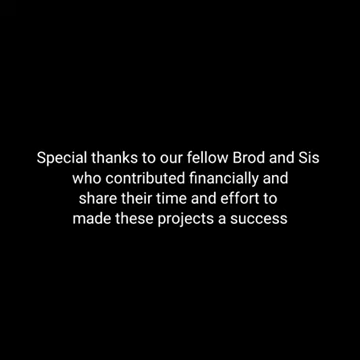 Special thanks to our fellow Brod and Sis
who contributed financially and
share their time and effort to
made these projects a success